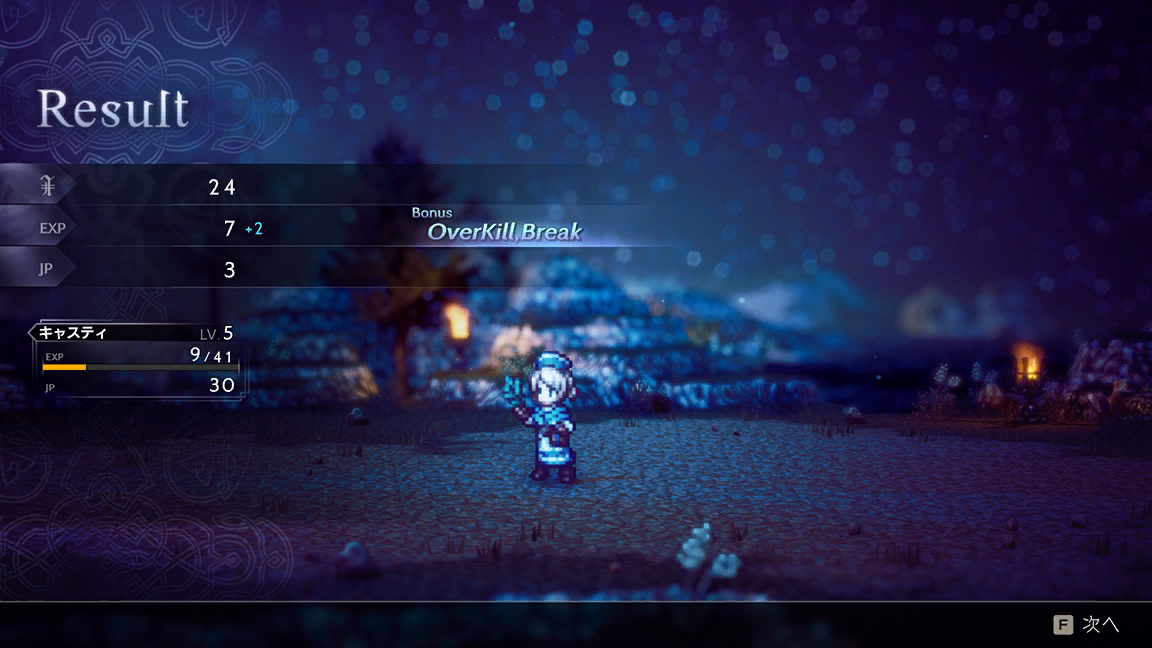 Result
24
EXP 7 +2
Bonus
OverKill,Break
JP 3
キャスティ LV.5
EXP 9/41
JP 30
F 次へ